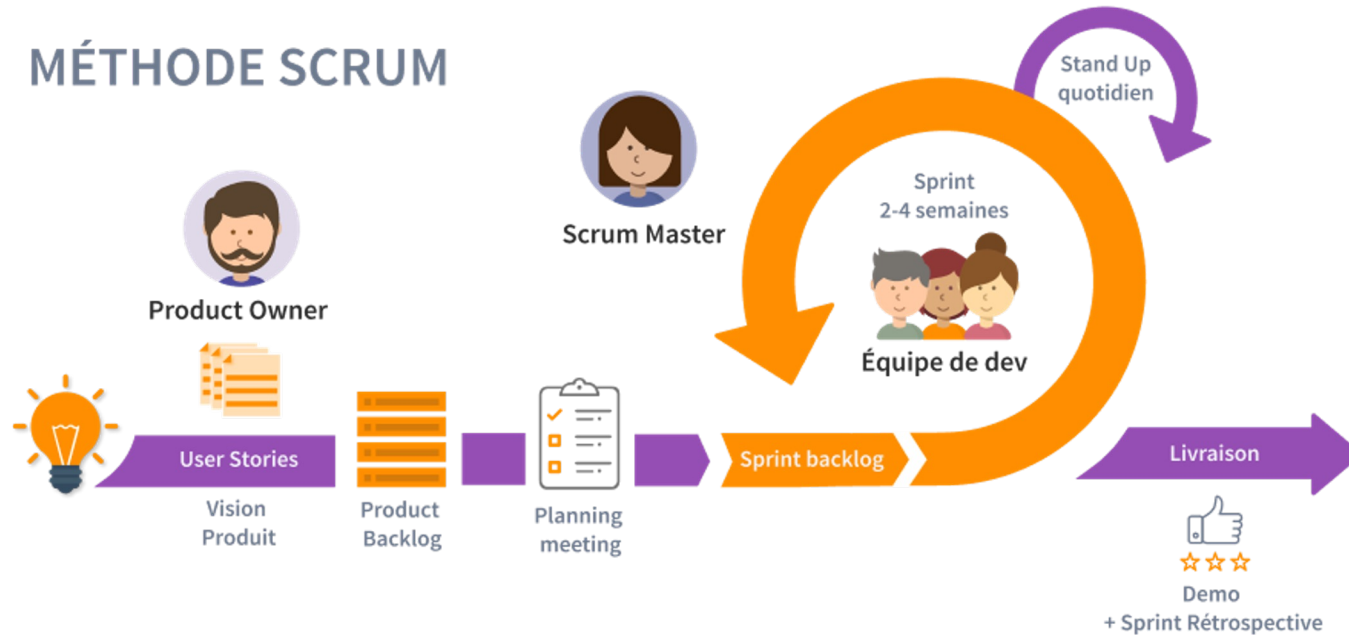 MÉTHODE SCRUM
Stand Up
quotidien
Sprint
2-4 semaines
Scrum Master
Product Owner
Équipe de dev
User Stories
Sprint backlog
Livraison
Vision
Produit
Product
Backlog
Planning
meeting
Demo
+ Sprint Rétrospective